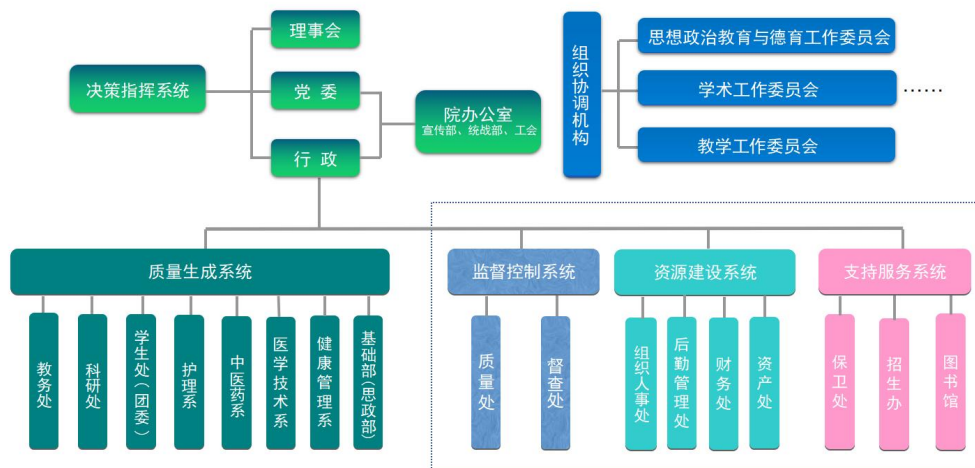 决策指挥系统
理事会
党 委
行 政
院办公室
宣传部、统战部、工会
组织协调机构
思想政治教育与德育工作委员会
学术工作委员会
……
教学工作委员会
质量生成系统
监督控制系统
资源建设系统
支持服务系统
教务处
科研处
学生处(团委)
护理系
中医药系
医学技术系
健康管理系
基础部(思政部)
质量处
督查处
组织人事处
后勤管理处
财务处
资产处
保卫处
招生办
图书馆